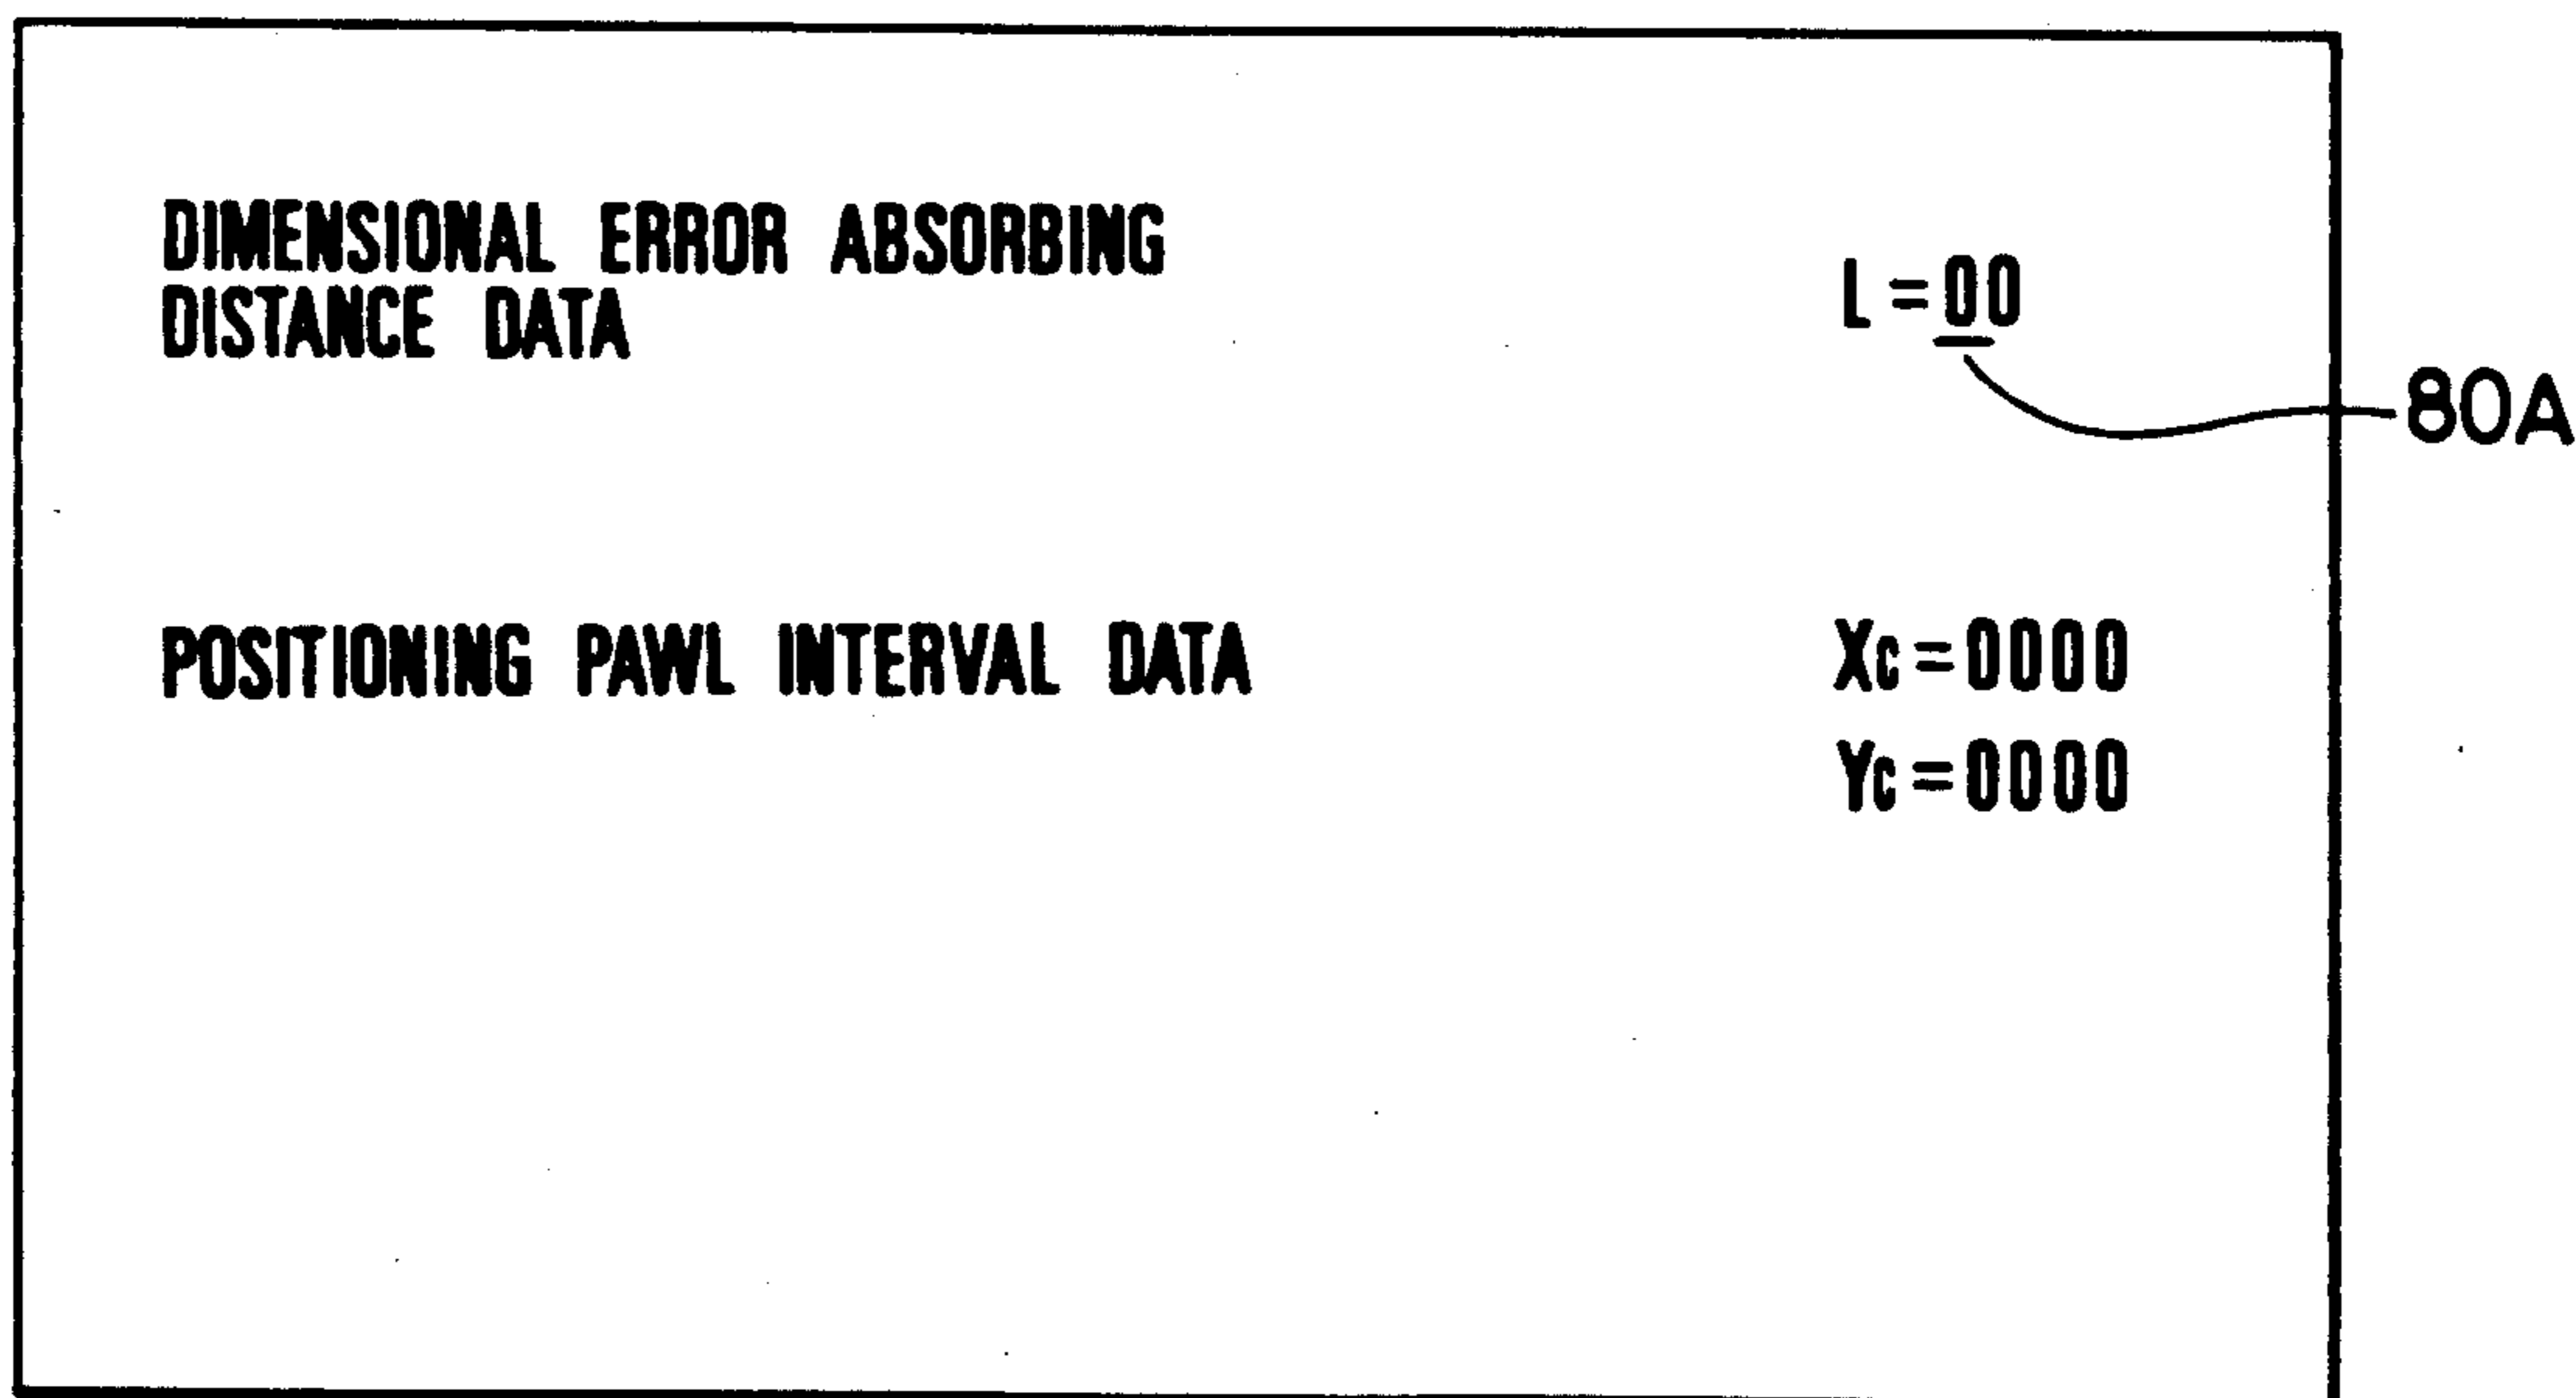 DIMENSIONAL ERROR ABSORBING
DISTANCE DATA
L=00
80A
POSITIONING PAWL INTERVAL DATA
Xc=0000
Yc=0000